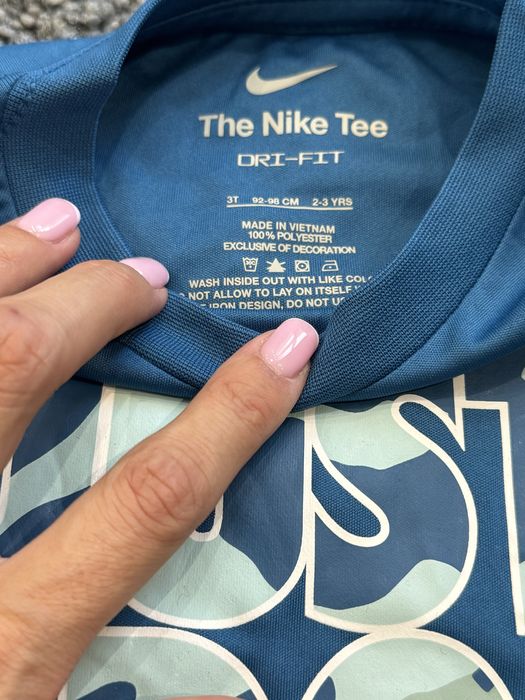 The Nike Tee
DRI-FIT
3T 92-98 CM 2-3 YRS
MADE IN VIETNAM
100% POLYESTER
EXCLUSIVE OF DECORATION
WASH INSIDE OUT WITH LIKE
NOT ALLOW TO LAY ON ITSELF
IRON DESIGN, DO NOT
UST